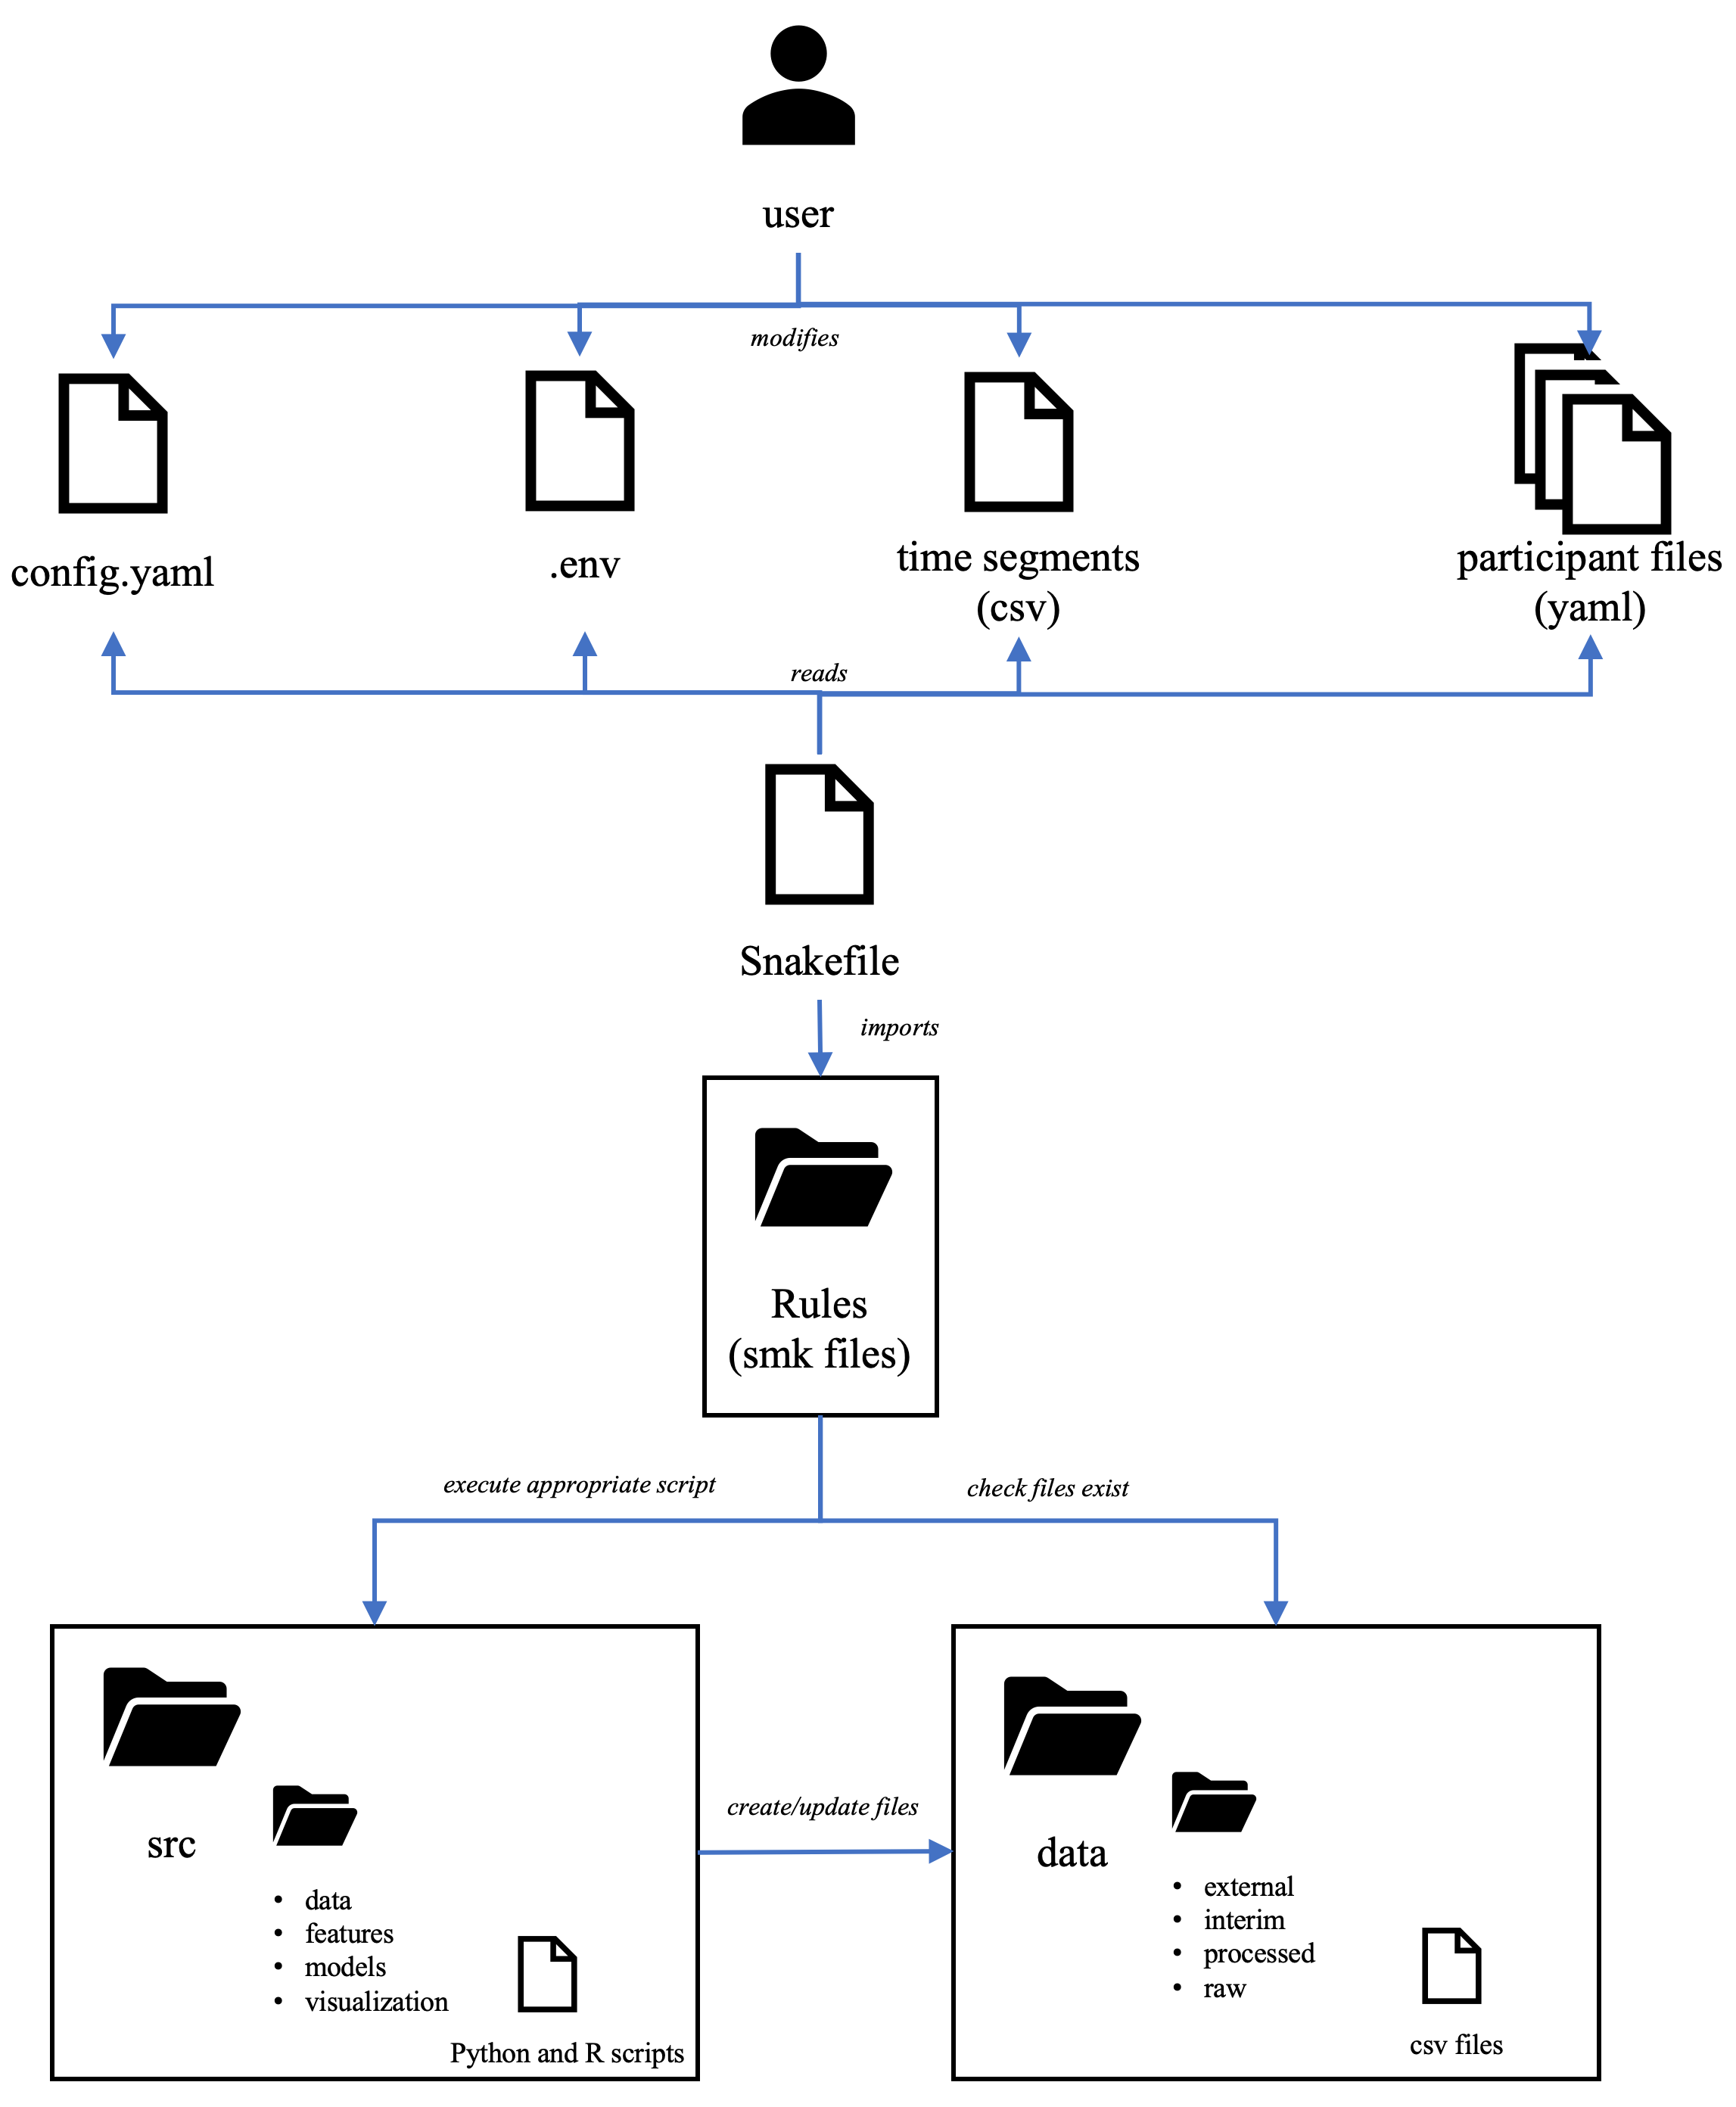 user
modifies
config.yaml
.env
time segments
(csv)
participant files
(yaml)
reads
Snakefile
imports
Rules
(smk files)
execute appropriate script
check files exist
src
• data
• features
• models
• visualization
Python and R scripts
create/update files
data
• external
• interim
• processed
• raw
csv files